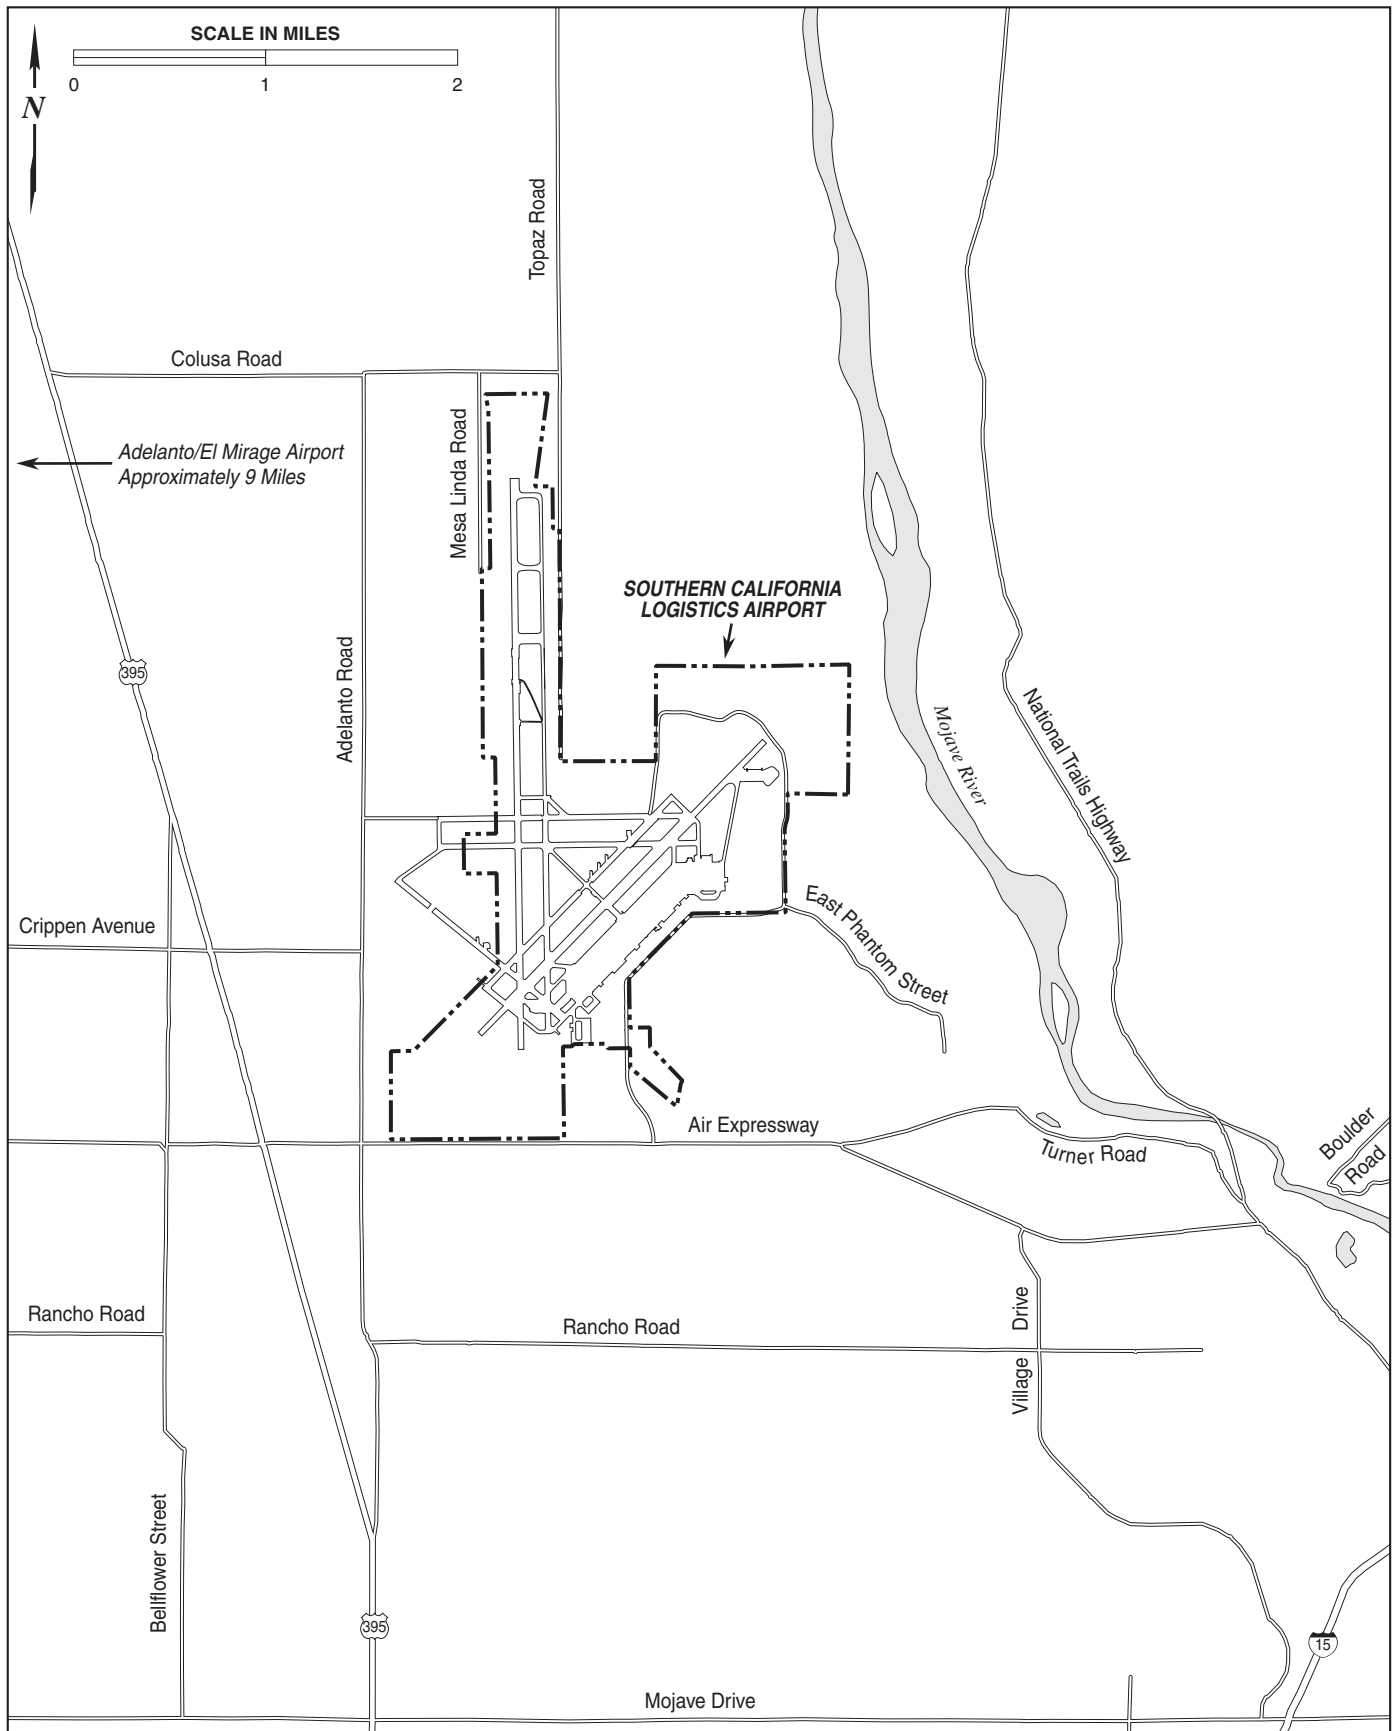 SCALE IN MILES
0 1 2
N
Topaz Road
Colusa Road
Mesa Linda Road
Adelanto/El Mirage Airport
Approximately 9 Miles
SOUTHERN CALIFORNIA
LOGISTICS AIRPORT
395
Adelanto Road
Mojave River
National Trails Highway
Crippen Avenue
East Phantom Street
Air Expressway
Turner Road
Boulder
Road
Rancho Road
Rancho Road
Village Drive
Bellflower Street
395
15
Mojave Drive